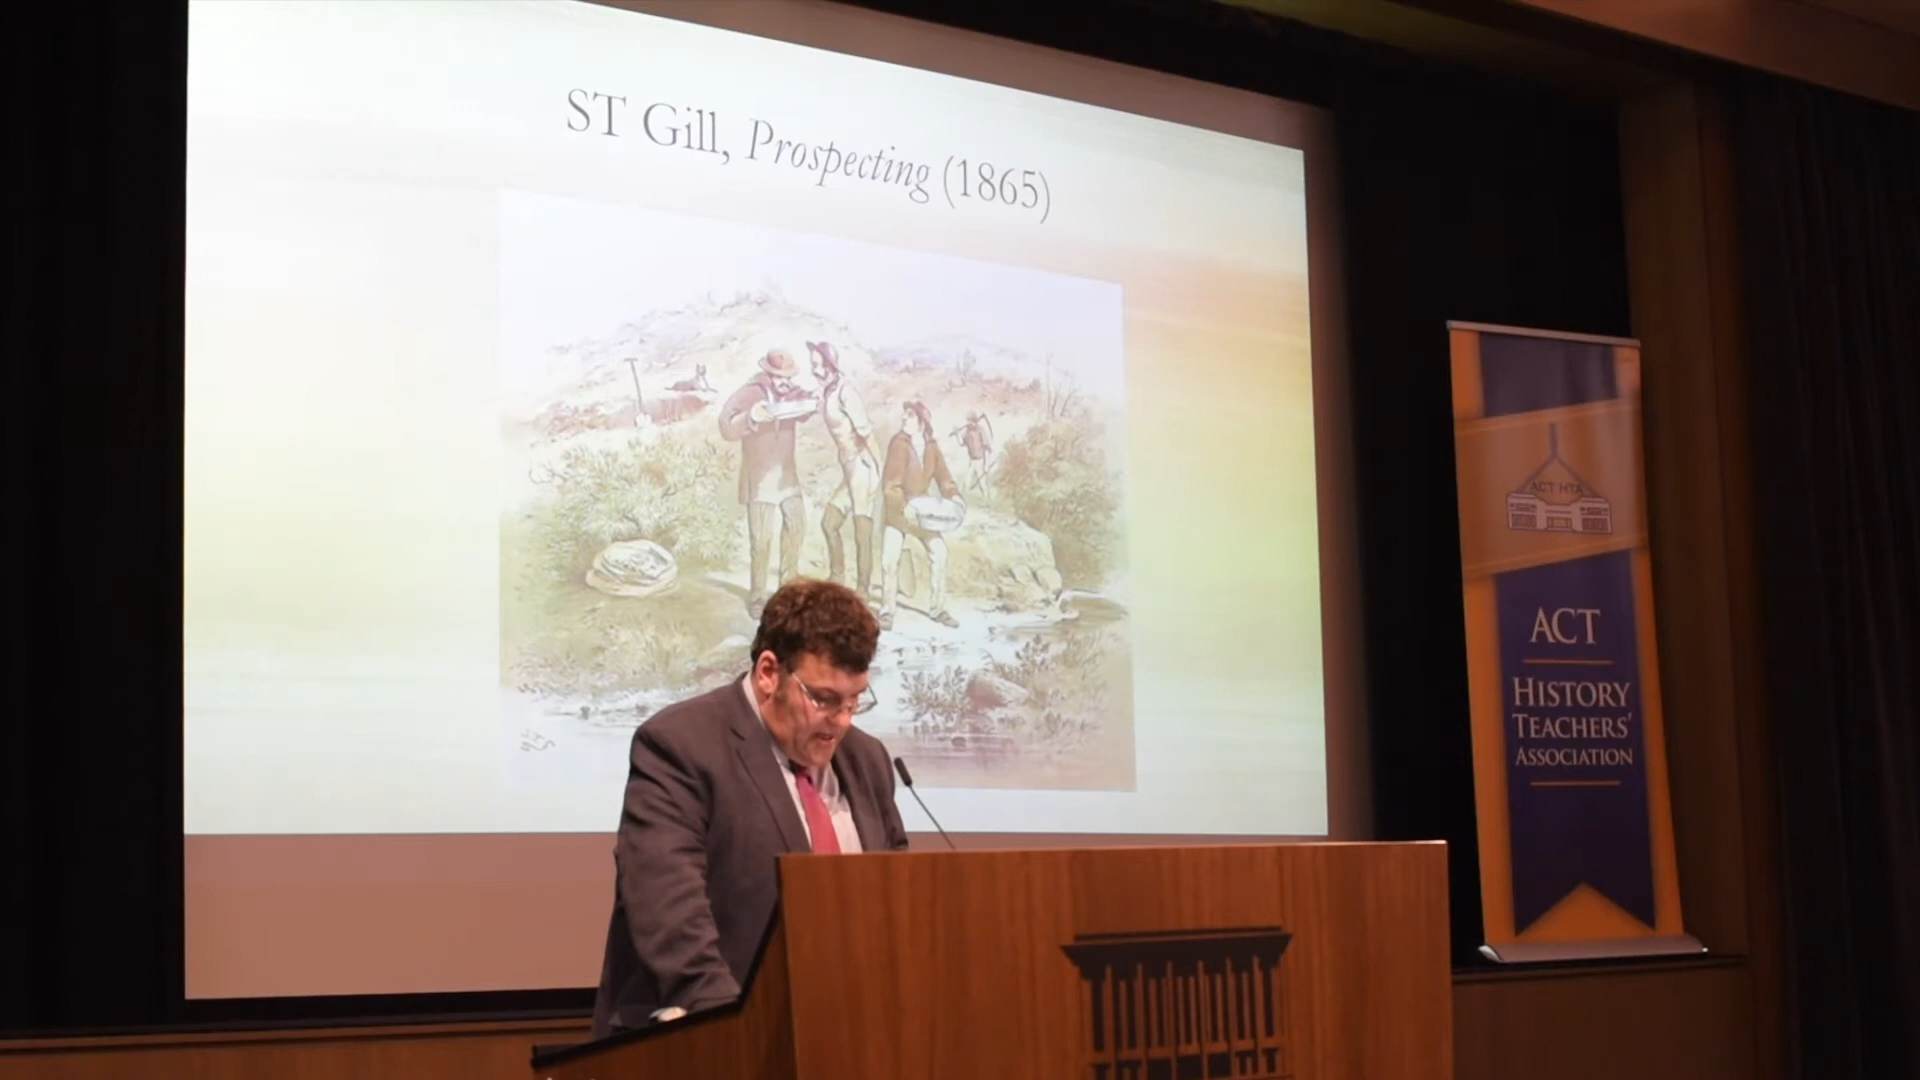 ST Gill, Prospecting (1865)
ACT HTA
ACT
HISTORY
TEACHERS'
ASSOCIATION